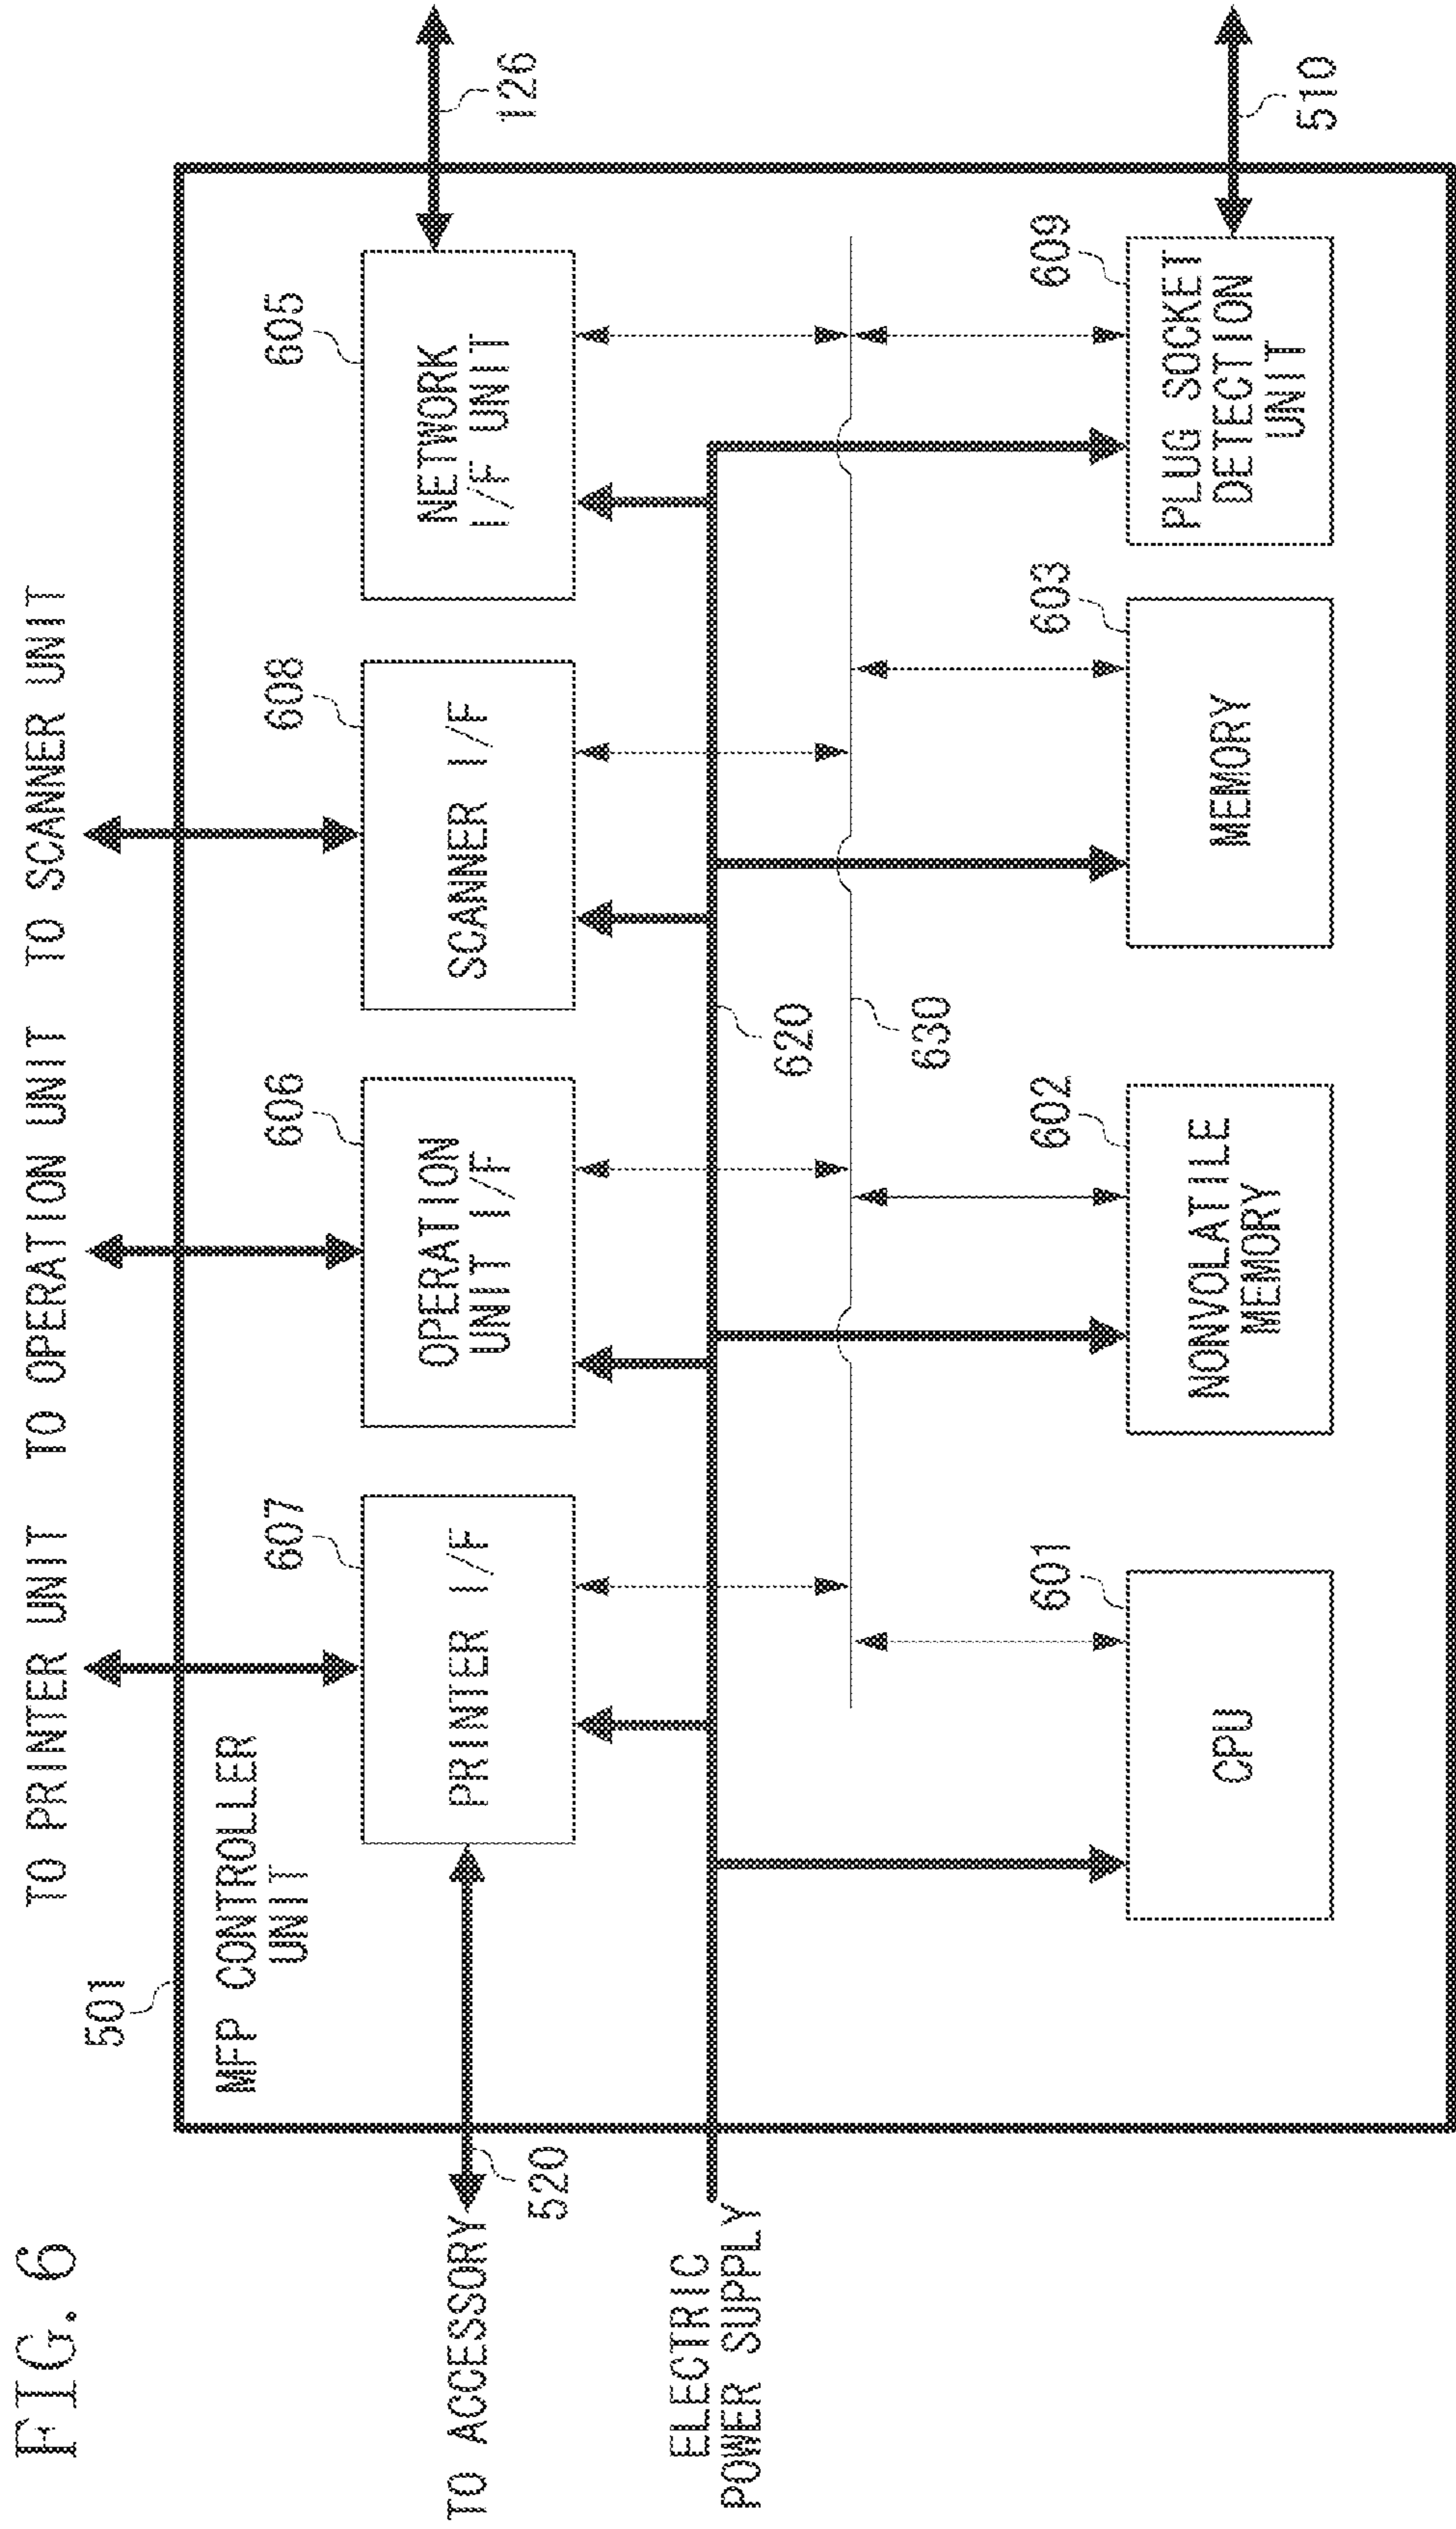 FIG. 6
TO PRINTER UNIT
TO OPERATION UNIT
TO SCANNER UNIT
501
MFP CONTROLLER
UNIT
607
606
608
605
PRINTER I/F
OPERATION
UNIT I/F
SCANNER I/F
NETWORK
I/F UNIT
126
TO ACCESSORY
520
ELECTRIC
POWER SUPPLY
620
630
601
602
603
609
CPU
NONVOLATILE
MEMORY
MEMORY
PLUG SOCKET
DETECTION
UNIT
510